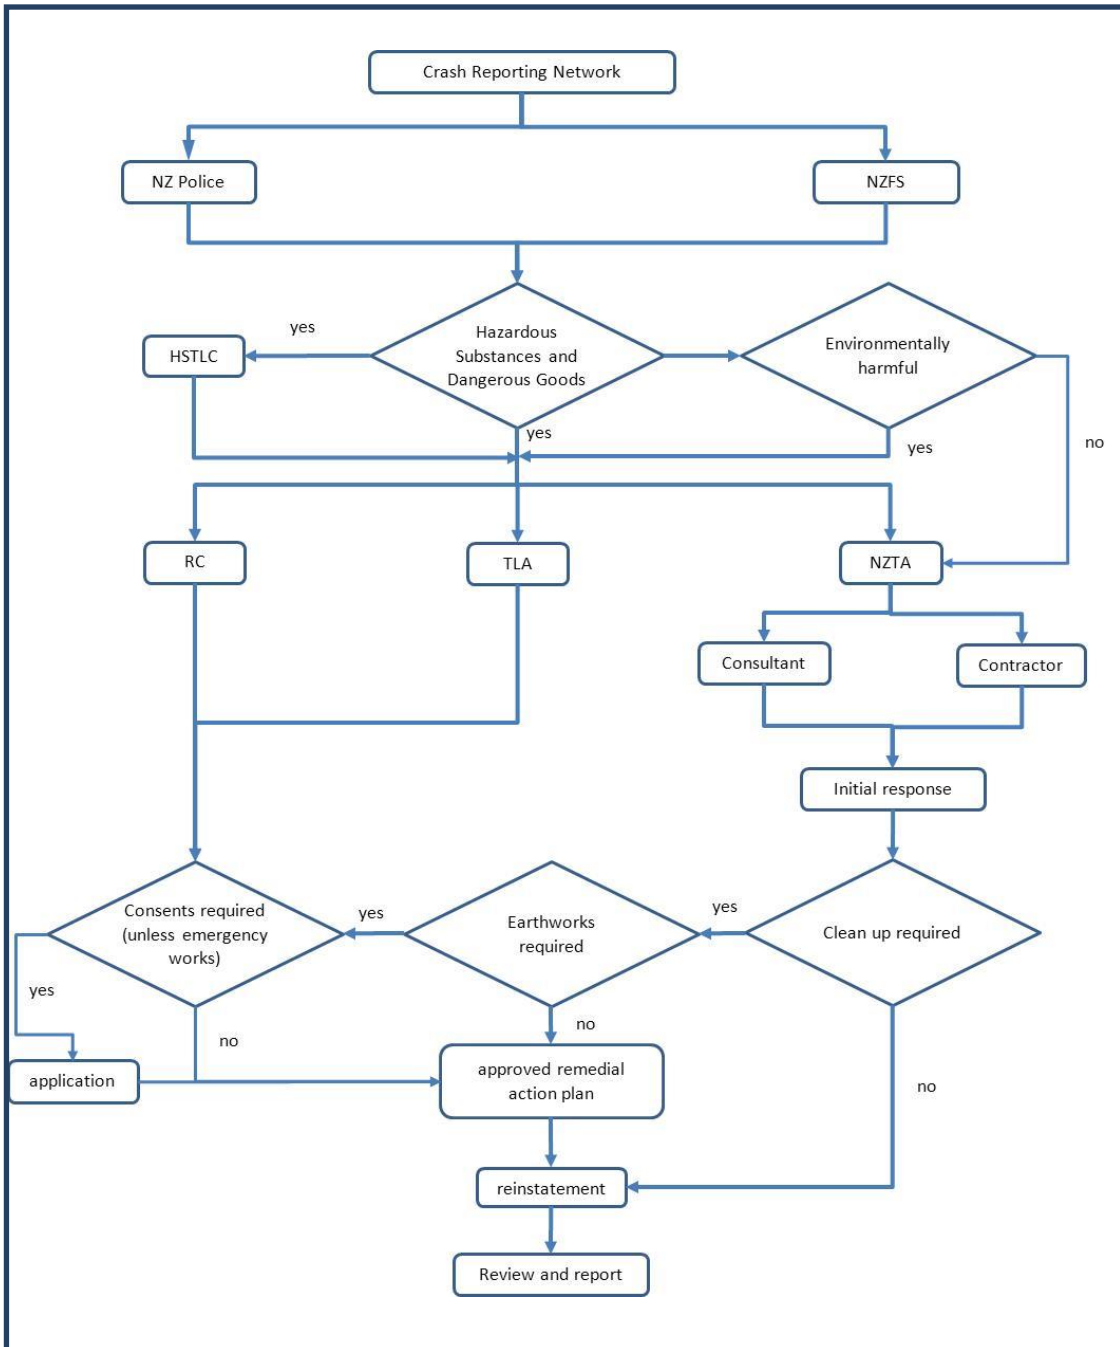 Crash Reporting Network
NZ Police
NZFS
yes
HSTLC
Hazardous
Substances and
Dangerous Goods
Environmentally
harmful
yes
yes
no
RC
TLA
NZTA
Consultant
Contractor
Initial response
Consents required
(unless emergency
works)
yes
Earthworks
required
yes
Clean up required
yes
no
no
no
application
approved remedial
action plan
reinstatement
Review and report